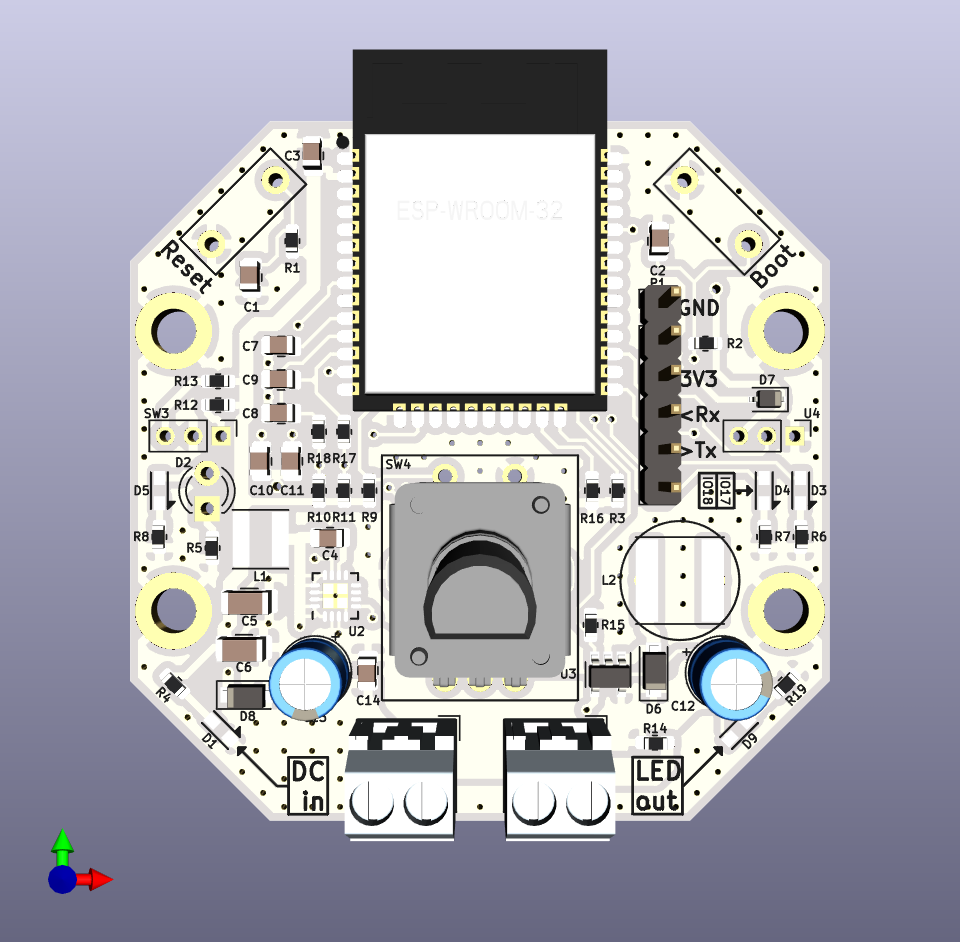 C3
ESP-WROOM-32
Reset
R1
C1
C2
Boot
P1
GND
C7
R2
R13
C9
3V3
D7
R12
C8
SW3
<Rx
U4
R18
R17
>Tx
D2
SW4
C10
C11
D5
IO18
IO17
D4
D3
R10
R11
R9
R16
R3
R8
R5
C4
R7
R6
L1
L2
C5
U2
R15
C6
U3
R4
D8
C14
D6
C12
R19
D1
R14
D9
DC
in
LED
out